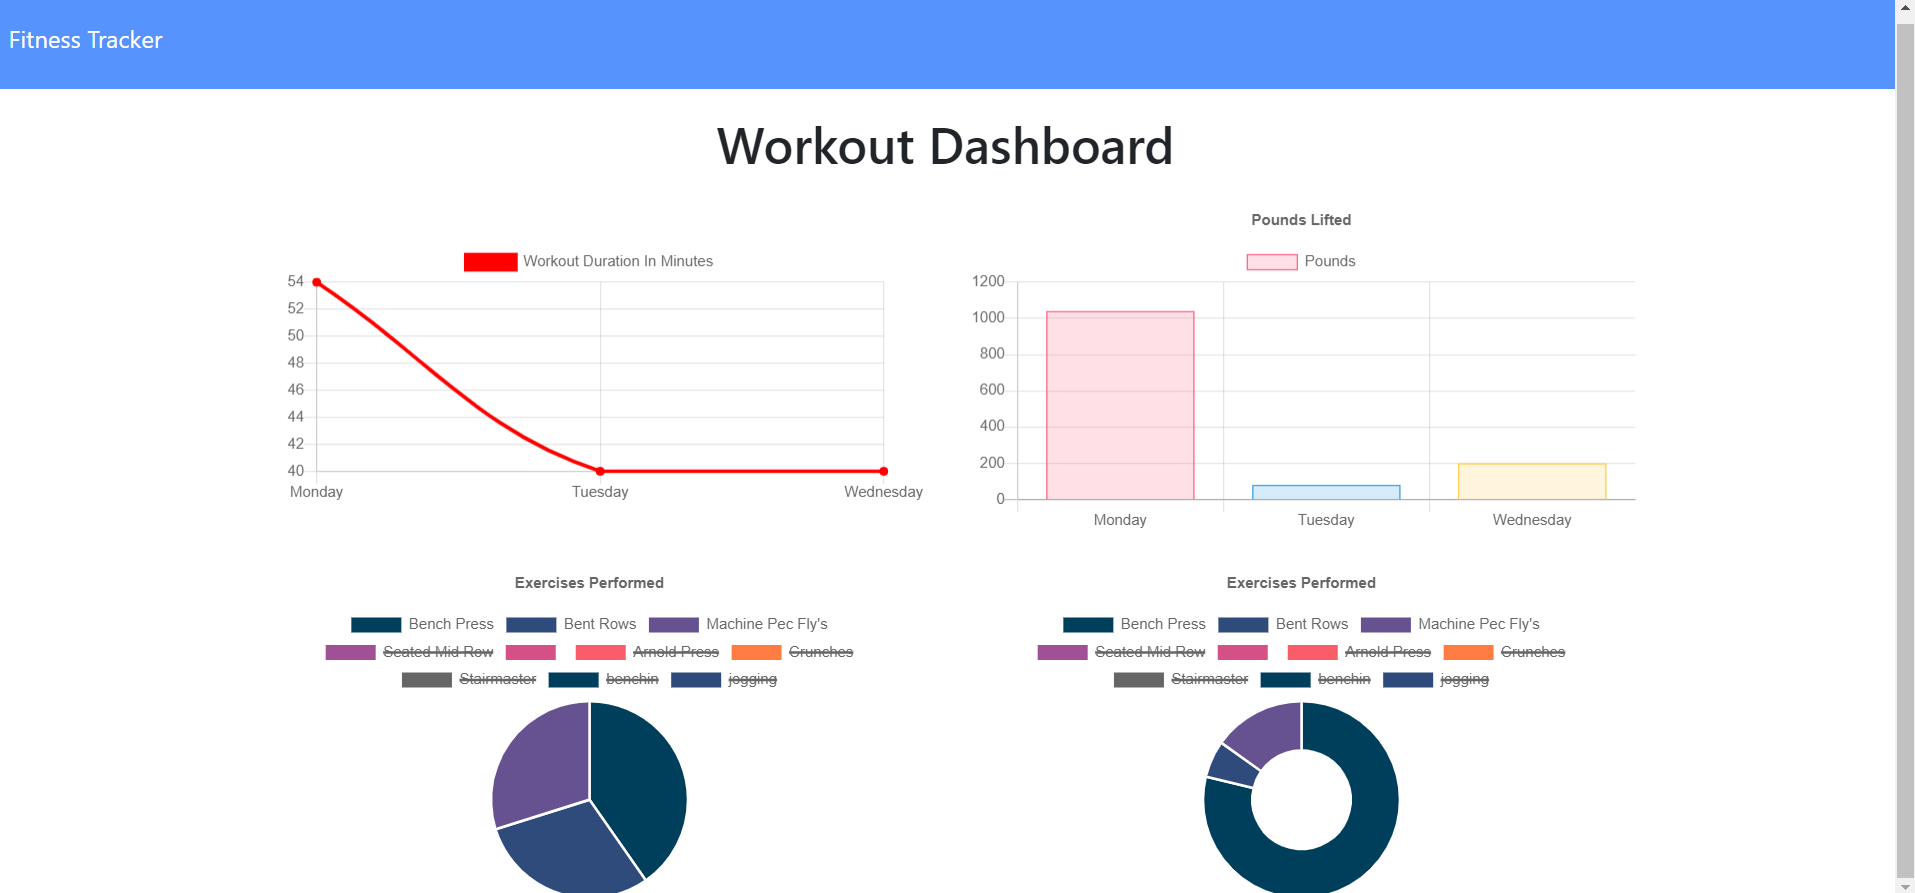 Fitness Tracker
Workout Dashboard
Workout Duration In Minutes
54
52
50
48
46
44
42
40
Monday Tuesday Wednesday
Pounds Lifted
Pounds
1200
1000
800
600
400
200
0
Monday Tuesday Wednesday
Exercises Performed
Bench Press Bent Rows Machine Pec Fly's
Seated Mid Row Arnold Press Crunches
Stairmaster benchin jogging
Exercises Performed
Bench Press Bent Rows Machine Pec Fly's
Seated Mid Row Arnold Press Crunches
Stairmaster benchin jogging